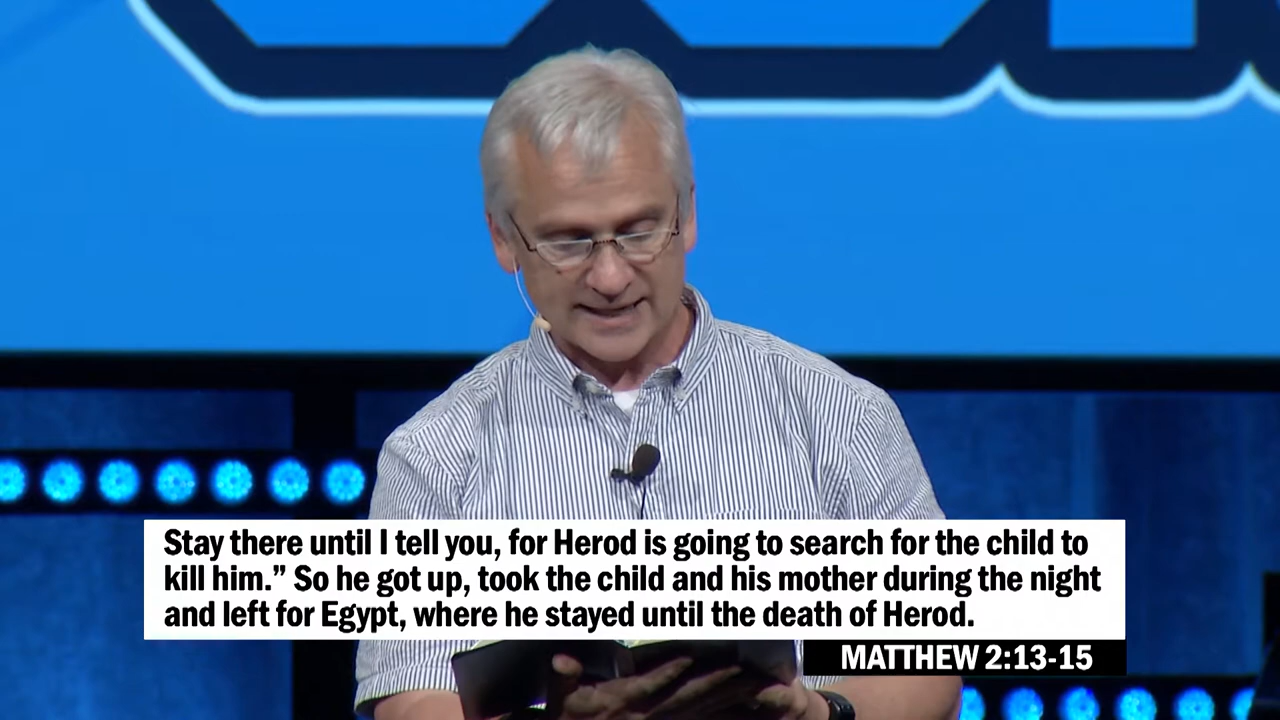 Stay there until I tell you, for Herod is going to search for the child to
kill him.” So he got up, took the child and his mother during the night
and left for Egypt, where he stayed until the death of Herod.
MATTHEW 2:13-15